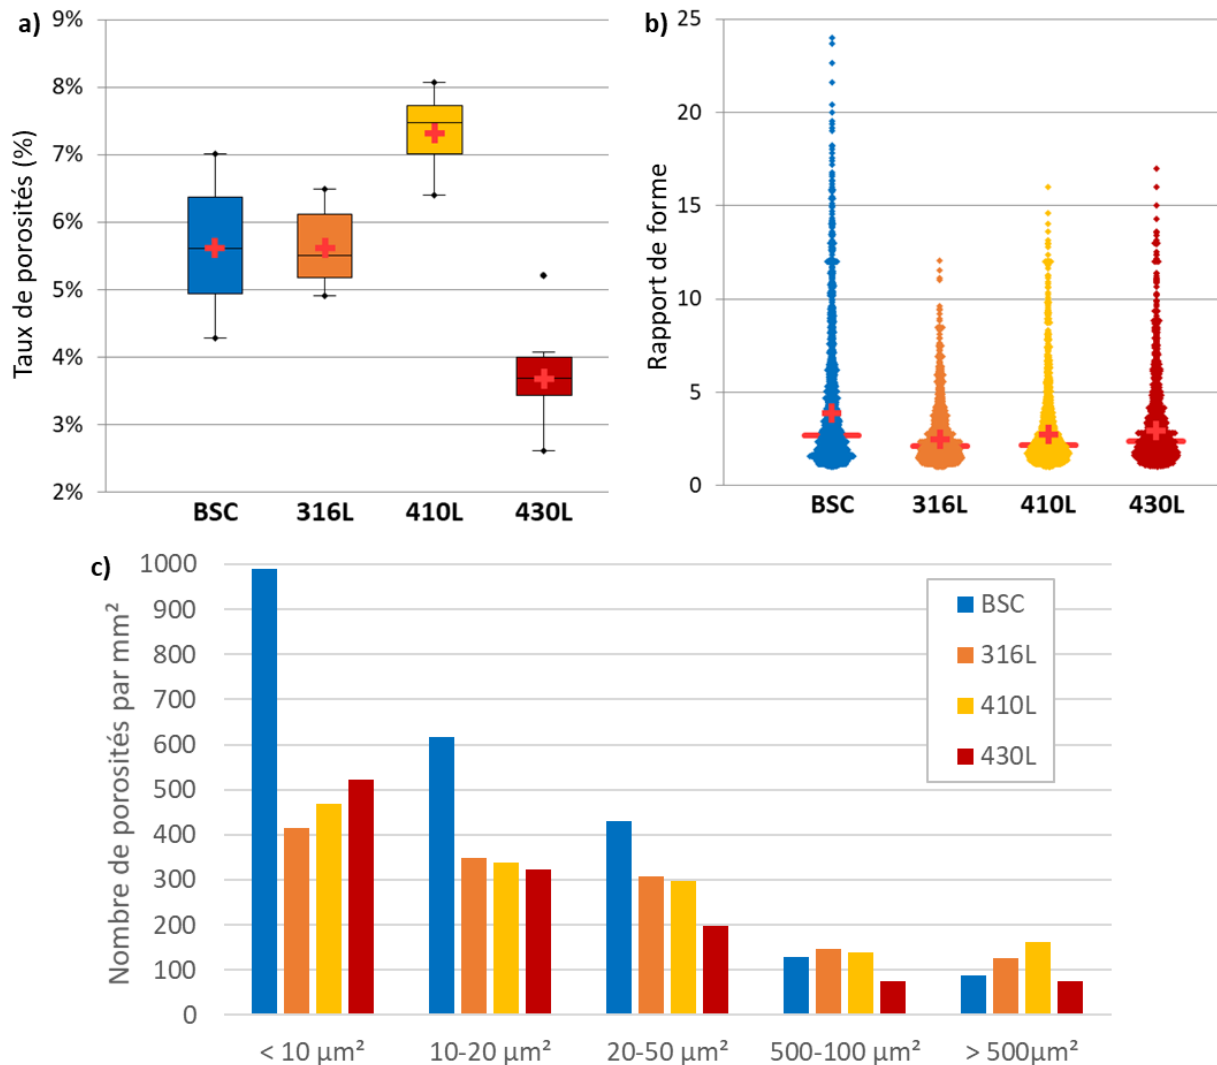 a)
Taux de porosités (%)
9%
8%
7%
6%
5%
4%
3%
2%
BSC 316L 410L 430L
b)
Rapport de forme
25
20
15
10
5
0
BSC 316L 410L 430L
c)
Nombre de porosités par mm²
1000
900
800
700
600
500
400
300
200
100
0
BSC
316L
410L
430L
< 10 µm² 10-20 µm² 20-50 µm² 500-100 µm² > 500µm²